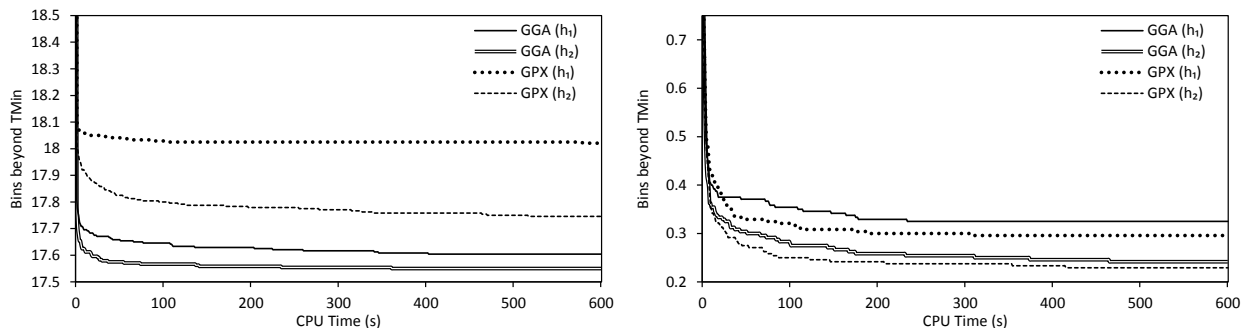 18.5
18.4
18.3
18.2
18.1
18
17.9
17.8
17.7
17.6
17.5
Bins beyond TMin
0 100 200 300 400 500 600
CPU Time (s)
GGA (h₁)
GGA (h₂)
GPX (h₁)
GPX (h₂)
0.7
0.6
0.5
0.4
0.3
0.2
Bins beyond TMin
0 100 200 300 400 500 600
CPU Time (s)
GGA (h₁)
GGA (h₂)
GPX (h₁)
GPX (h₂)